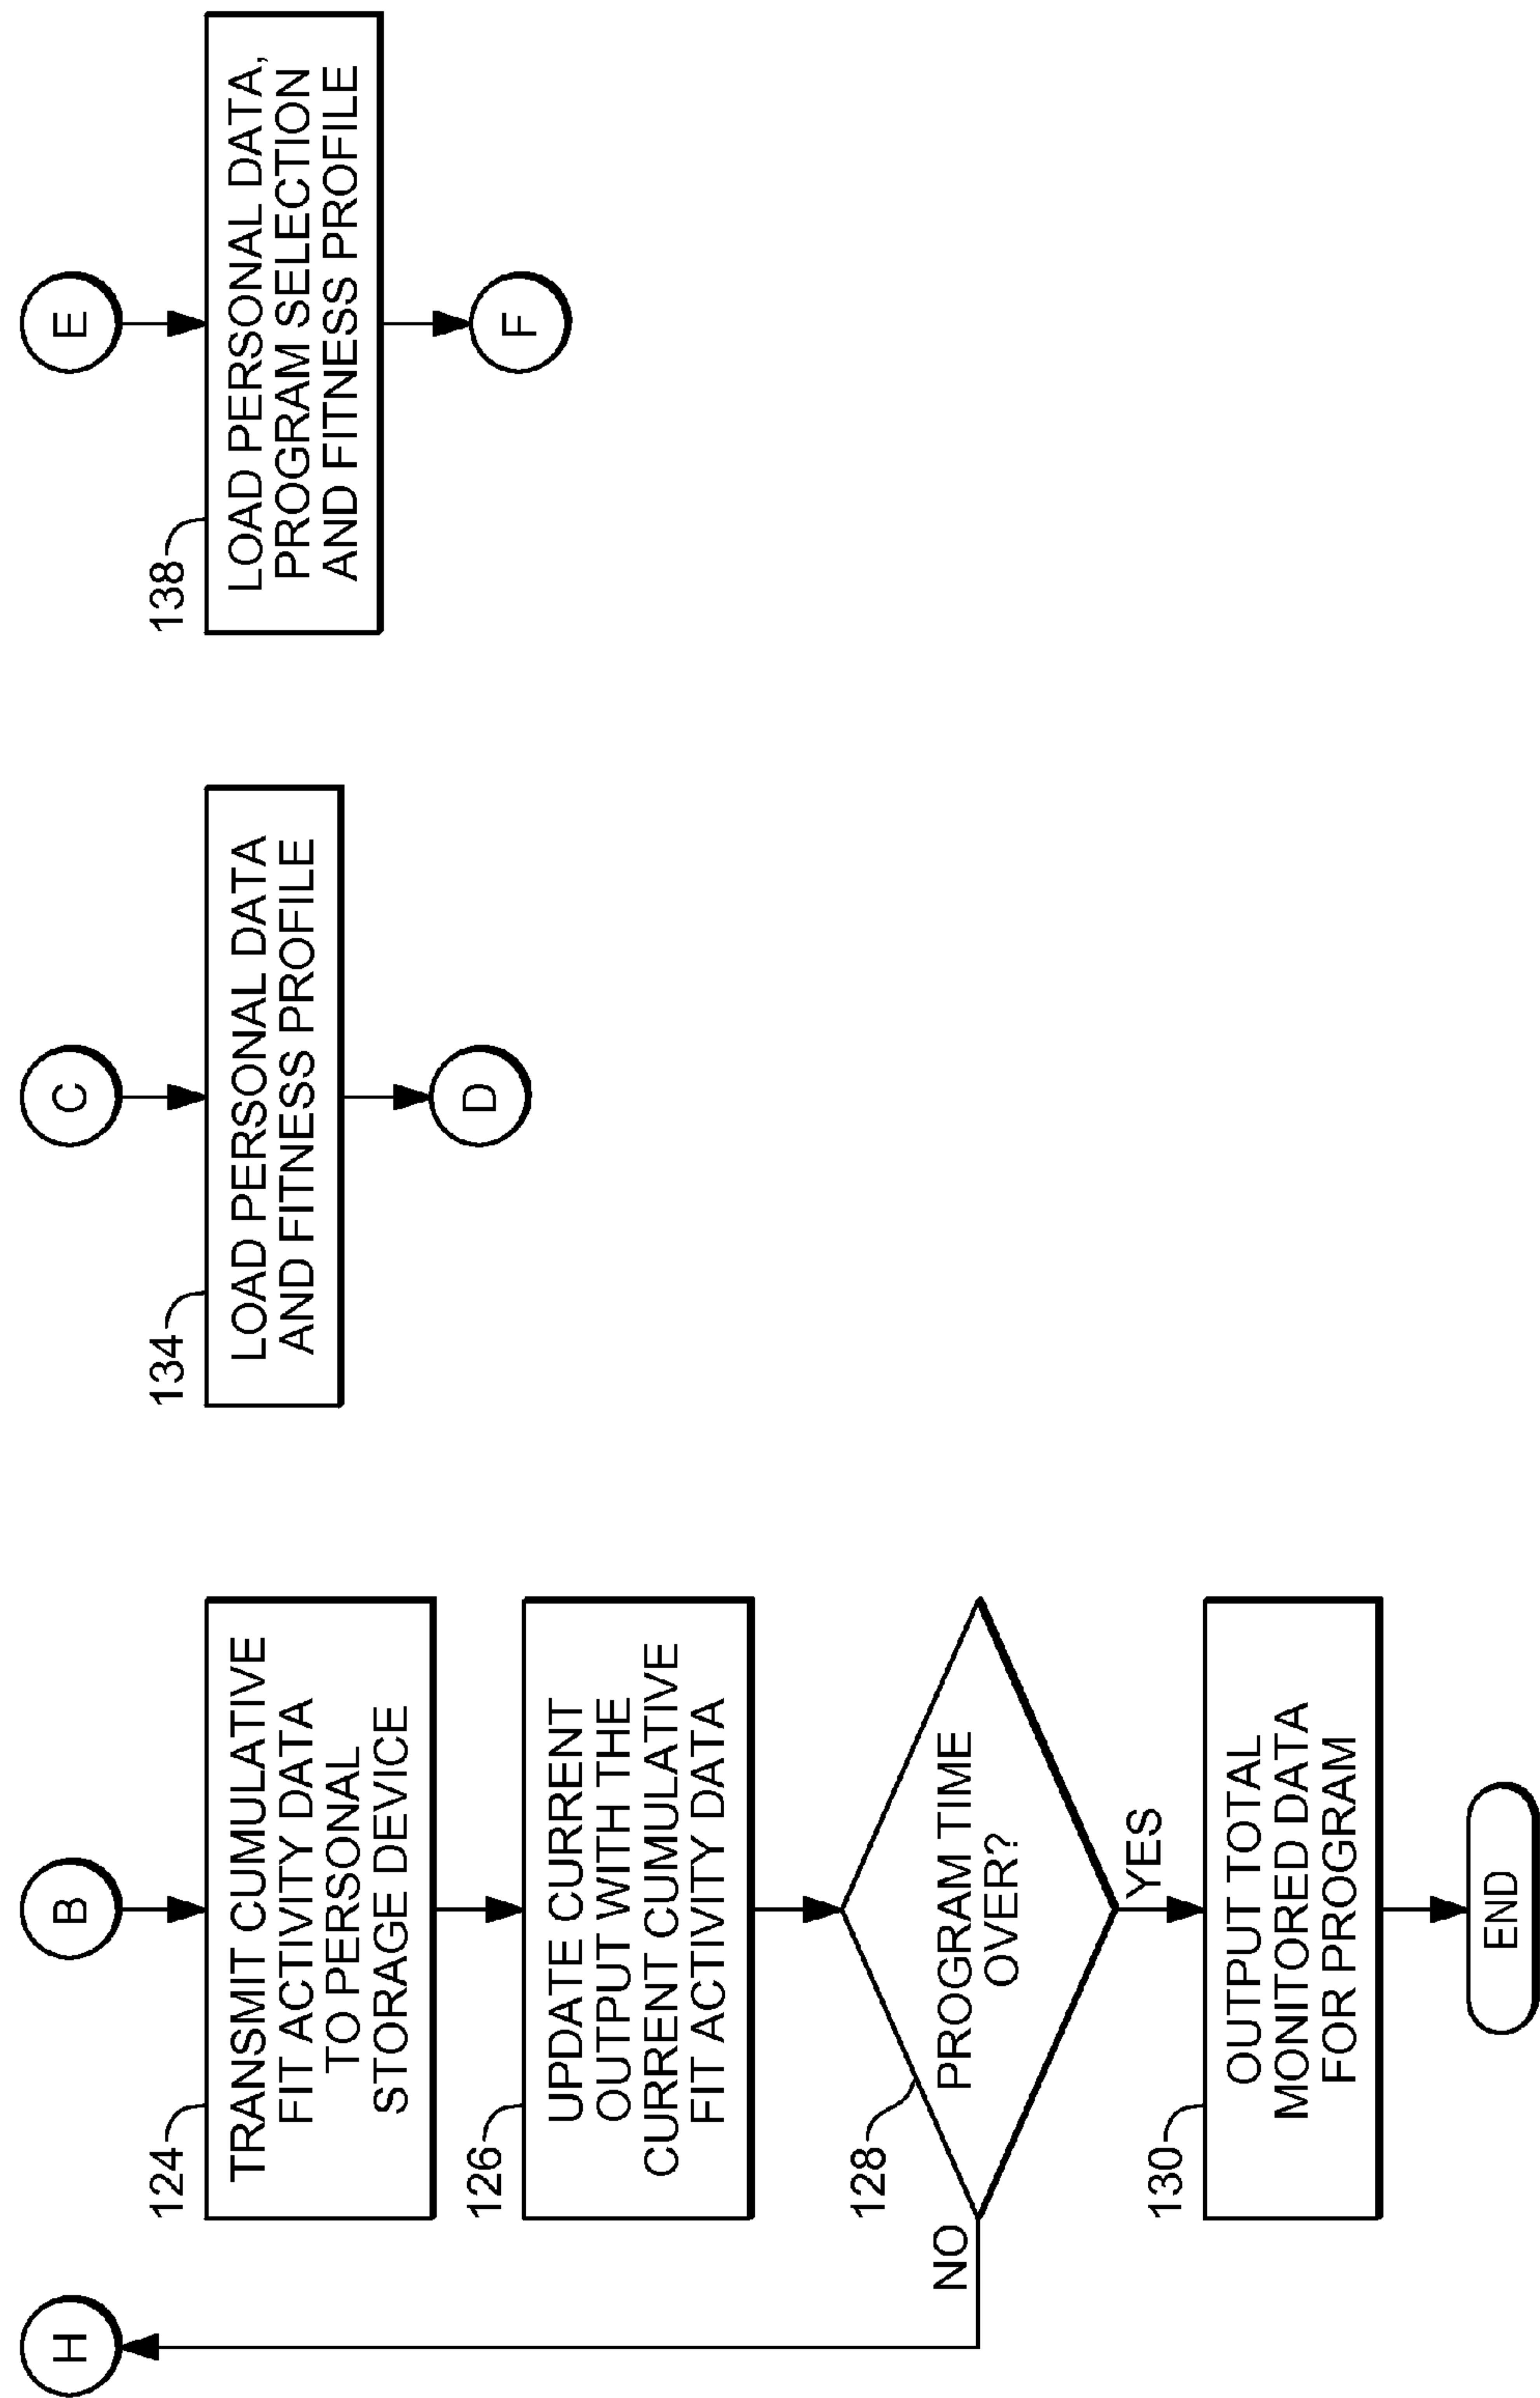 H
B
124
TRANSMIT CUMULATIVE
FIT ACTIVITY DATA
TO PERSONAL
STORAGE DEVICE
126
UPDATE CURRENT
OUTPUT WITH THE
CURRENT CUMULATIVE
FIT ACTIVITY DATA
128
PROGRAM TIME
OVER?
NO
YES
130
OUTPUT TOTAL
MONITORED DATA
FOR PROGRAM
END
C
134
LOAD PERSONAL DATA
AND FITNESS PROFILE
D
E
138
LOAD PERSONAL DATA,
PROGRAM SELECTION
AND FITNESS PROFILE
F